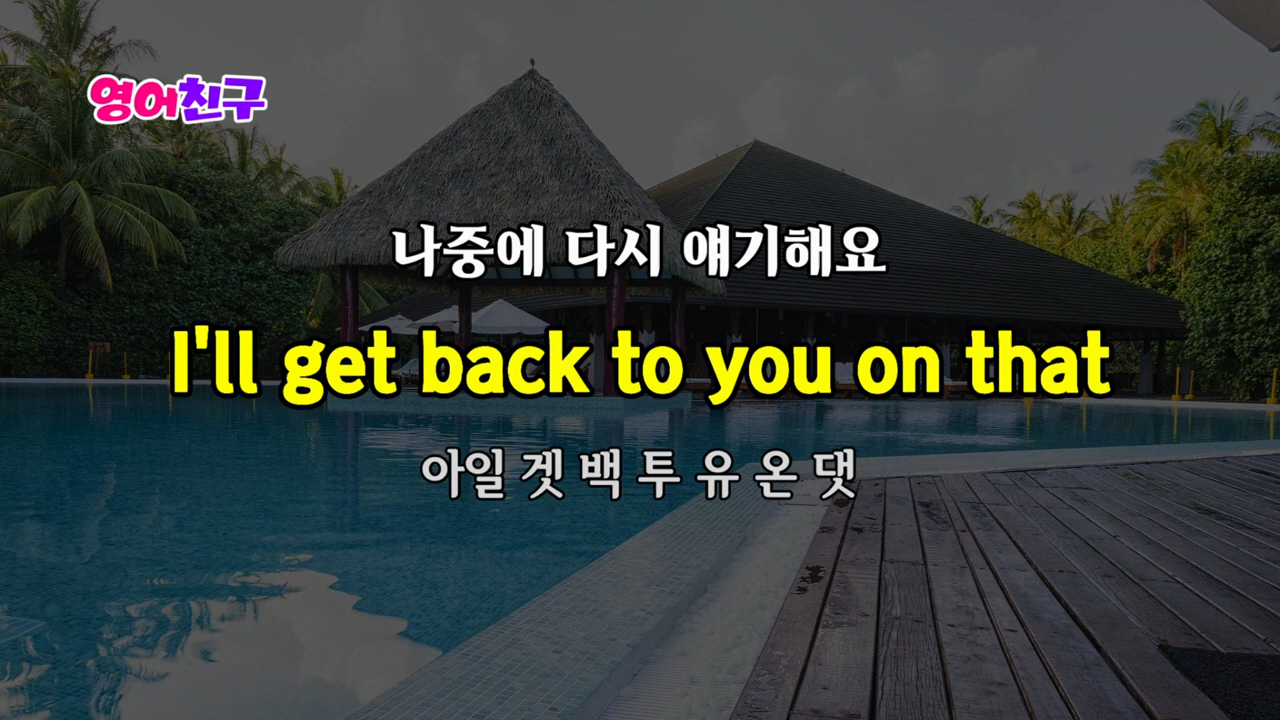 영어친구
나중에 다시 얘기해요
I'll get back to you on that
아일 겟 백 투 유 온 댓